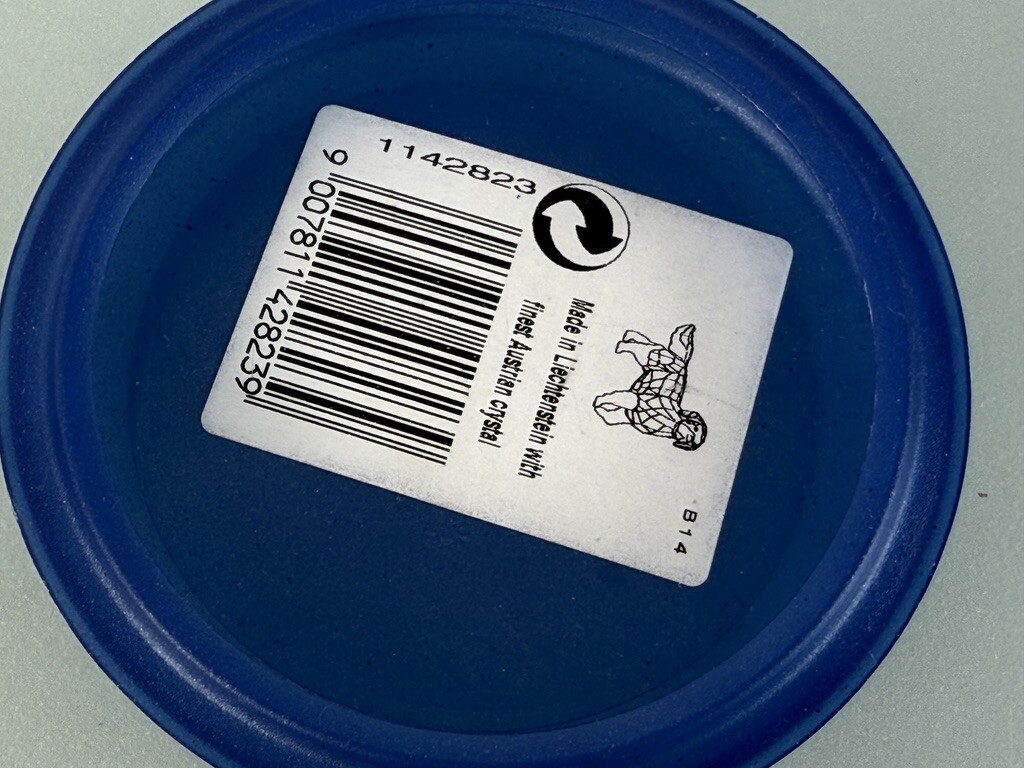 1142823
9 007811 428239
Made in Liechtenstein with
finest Austrian crystal
B14